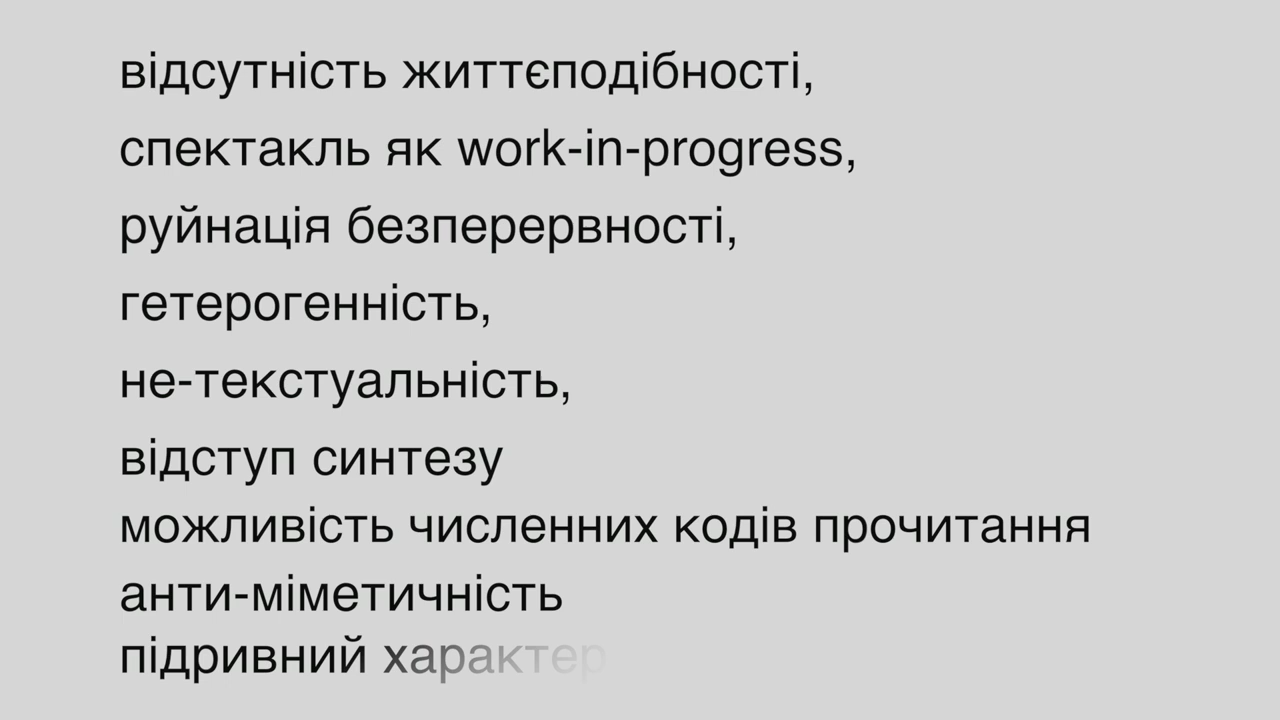 відсутність життєподібності,
спектакль як work-in-progress,
руйнація безперервності,
гетерогенність,
не-текстуальність,
відступ синтезу
можливість численних кодів прочитання
анти-міметичність
підривний характер